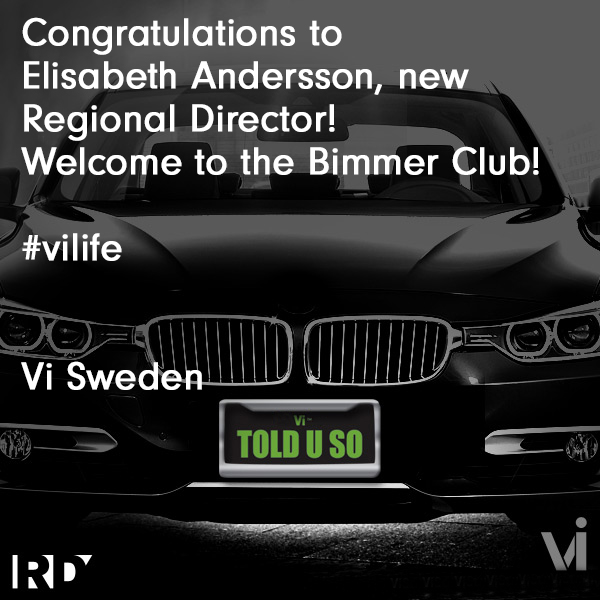 Congratulations to
Elisabeth Andersson, new
Regional Director!
Welcome to the Bimmer Club!
#vilife
Vi Sweden
Vi™
TOLD U SO
RD
vi